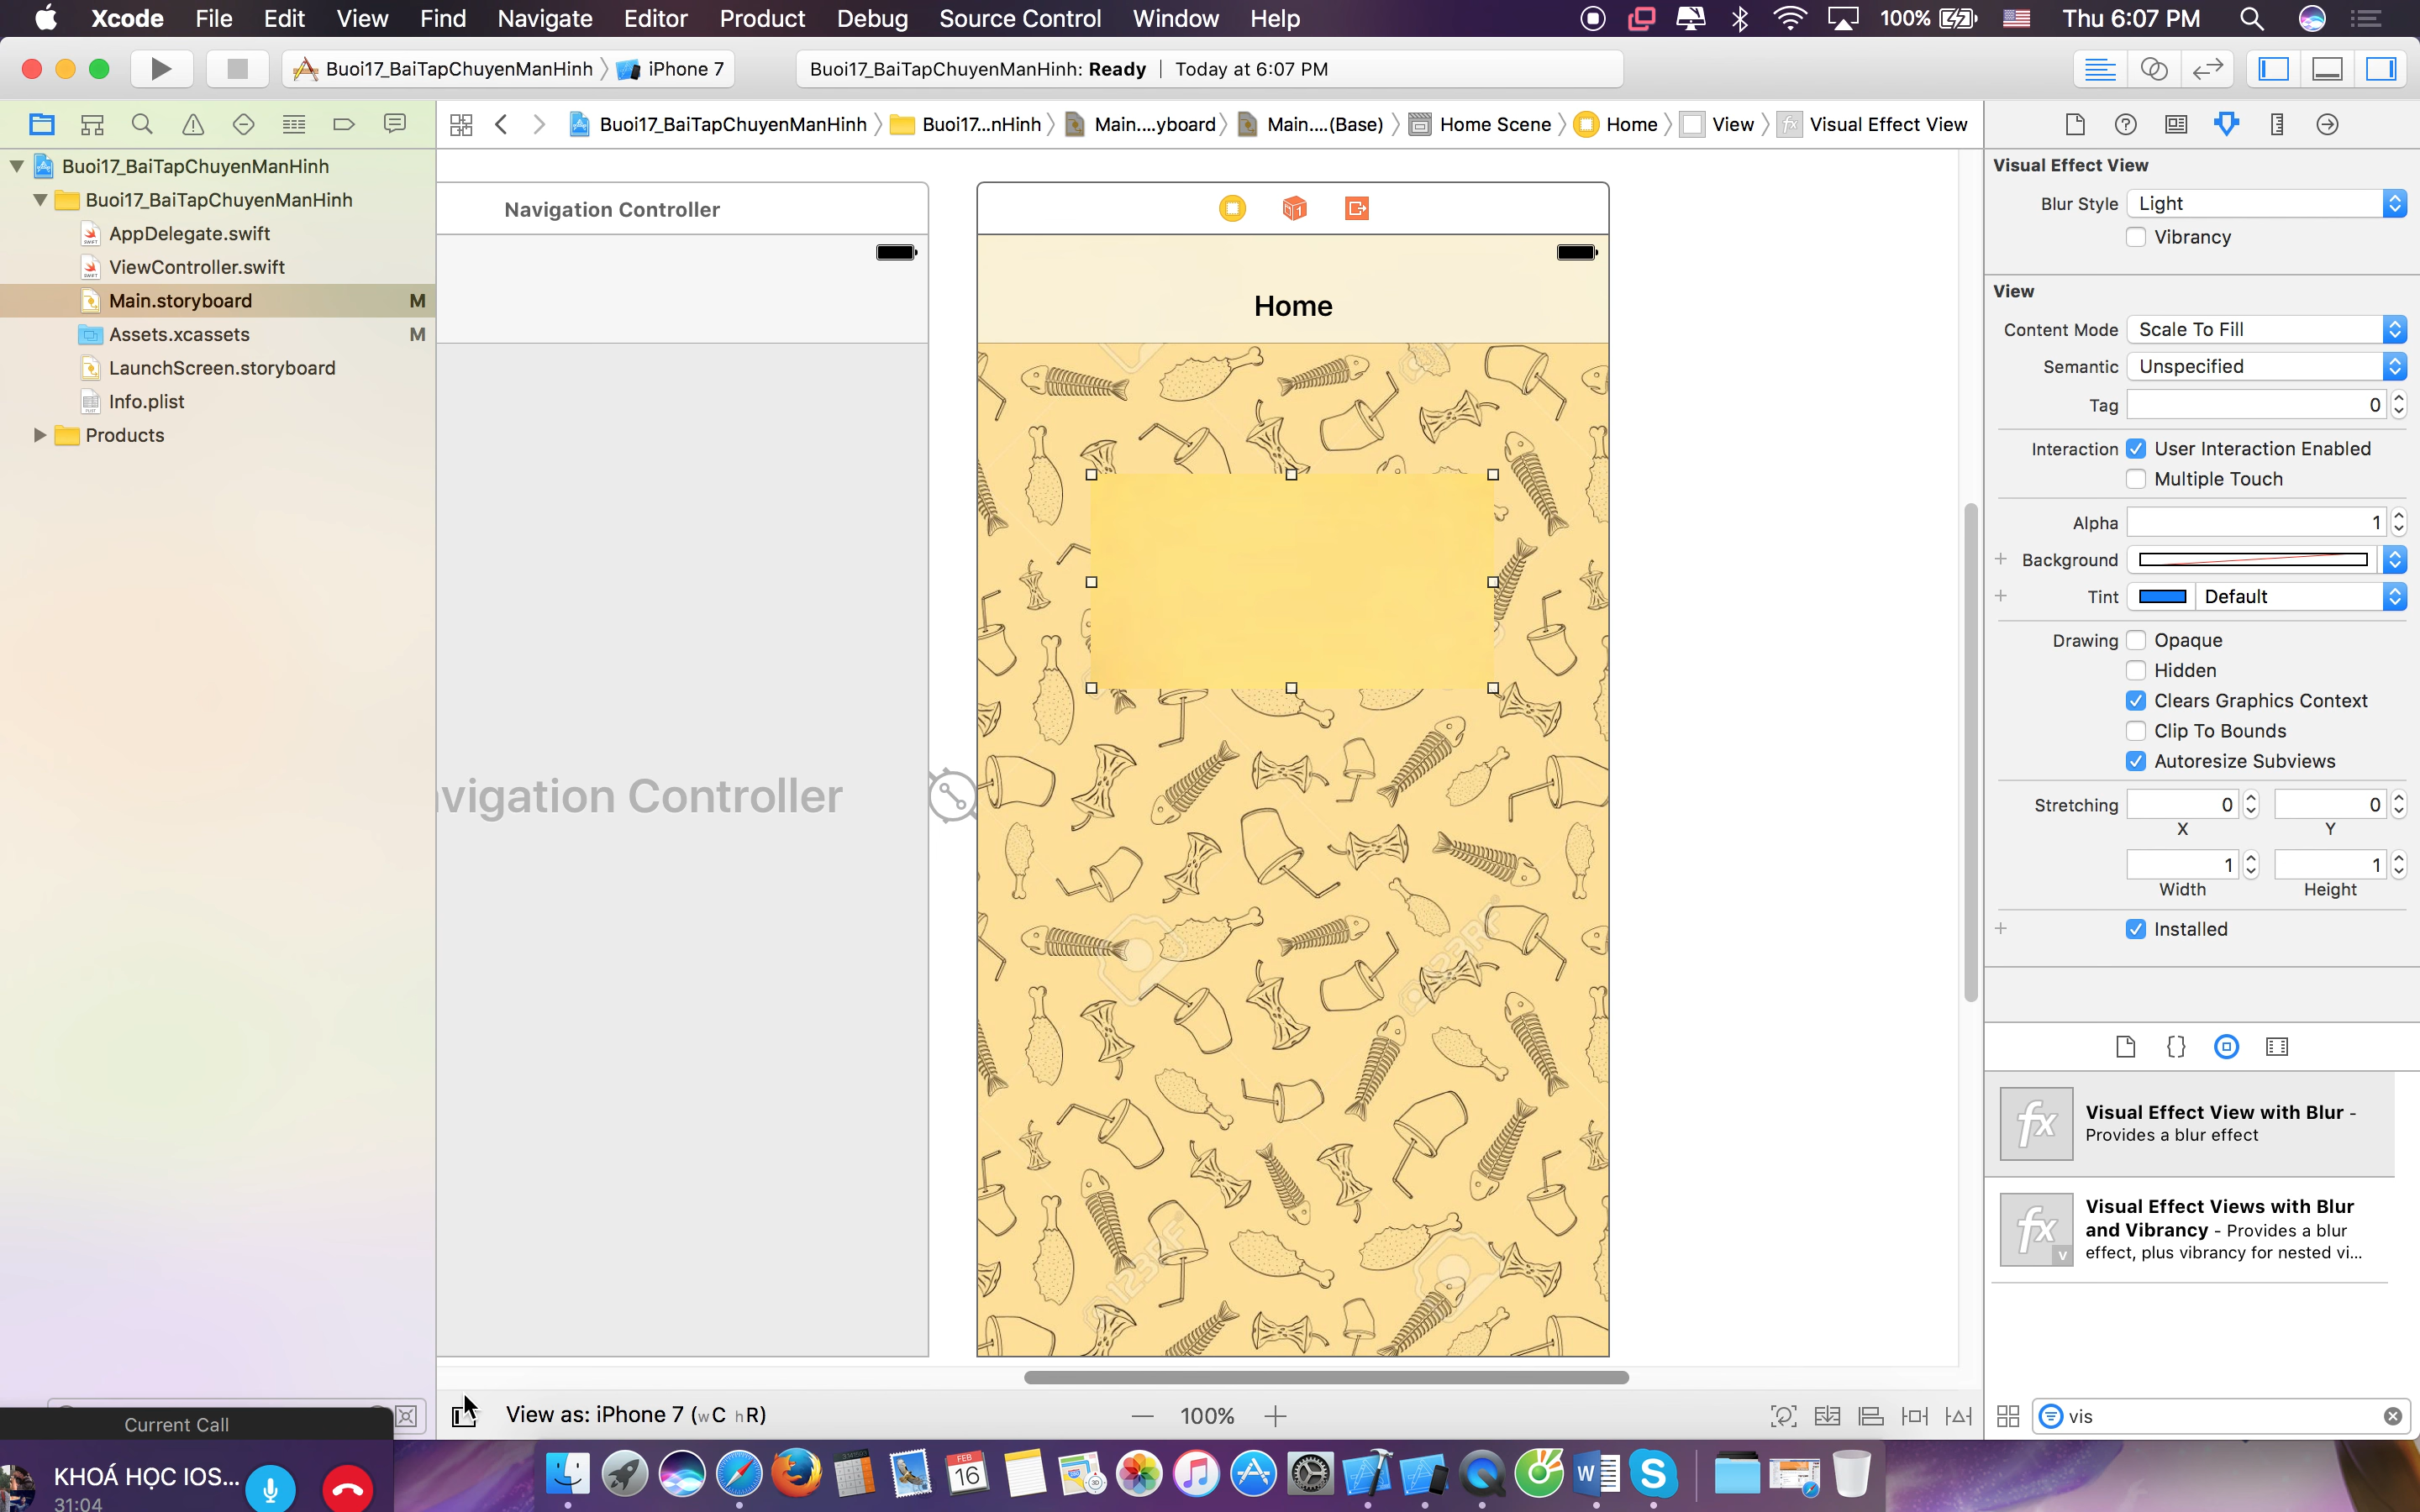 Xcode File Edit View Find Navigate Editor Product Debug Source Control Window Help 100% Thu 6:07 PM
Buoi17_BaiTapChuyenManHinh iPhone 7 Buoi17_BaiTapChuyenManHinh: Ready Today at 6:07 PM
Buoi17_BaiTapChuyenManHinh Buoi17...nHinh Main....yboard Main....(Base) Home Scene Home View Visual Effect View
Buoi17_BaiTapChuyenManHinh
Buoi17_BaiTapChuyenManHinh
AppDelegate.swift
ViewController.swift
Main.storyboard M
Assets.xcassets M
LaunchScreen.storyboard
Info.plist
Products
Navigation Controller
vigation Controller
Home
123RF
123RF
Visual Effect View
Blur Style Light
Vibrancy
View
Content Mode Scale To Fill
Semantic Unspecified
Tag 0
Interaction User Interaction Enabled
Multiple Touch
Alpha 1
Background
Tint Default
Drawing Opaque
Hidden
Clears Graphics Context
Clip To Bounds
Autoresize Subviews
Stretching 0 0
X Y
1 1
Width Height
Installed
Visual Effect View with Blur -
Provides a blur effect
Visual Effect Views with Blur
and Vibrancy - Provides a blur
effect, plus vibrancy for nested vi...
vis
View as: iPhone 7 (wC hR)
100%
Current Call
KHOÁ HỌC IOS...
31:04
FEB
16